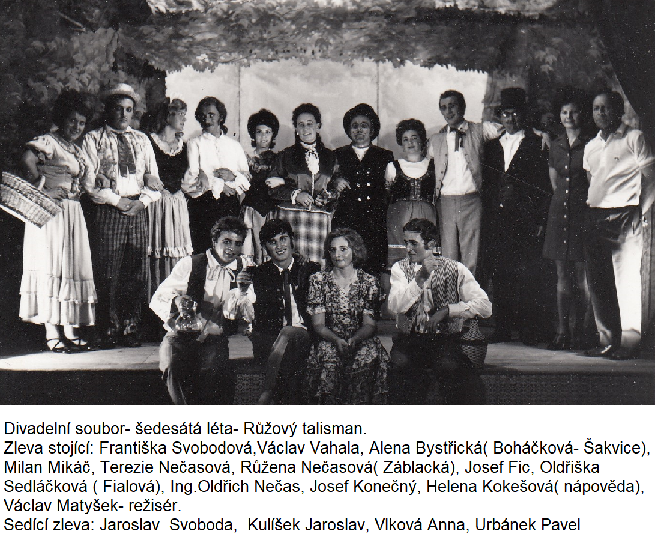 Divadelní soubor- šedesátá léta- Růžový talisman.
Zleva stojící: Františka Svobodová,Václav Vahala, Alena Bystřická( Boháčková- Šakvice),
Milan Mikáč, Terezie Nečasová, Růžena Nečasová( Záblacká), Josef Fic, Oldřiška
Sedláčková ( Fialová), Ing.Oldřich Nečas, Josef Konečný, Helena Kokešová( nápověda),
Václav Matyšek- režisér.
Sedící zleva: Jaroslav  Svoboda,  Kulíšek Jaroslav, Vlková Anna, Urbánek Pavel